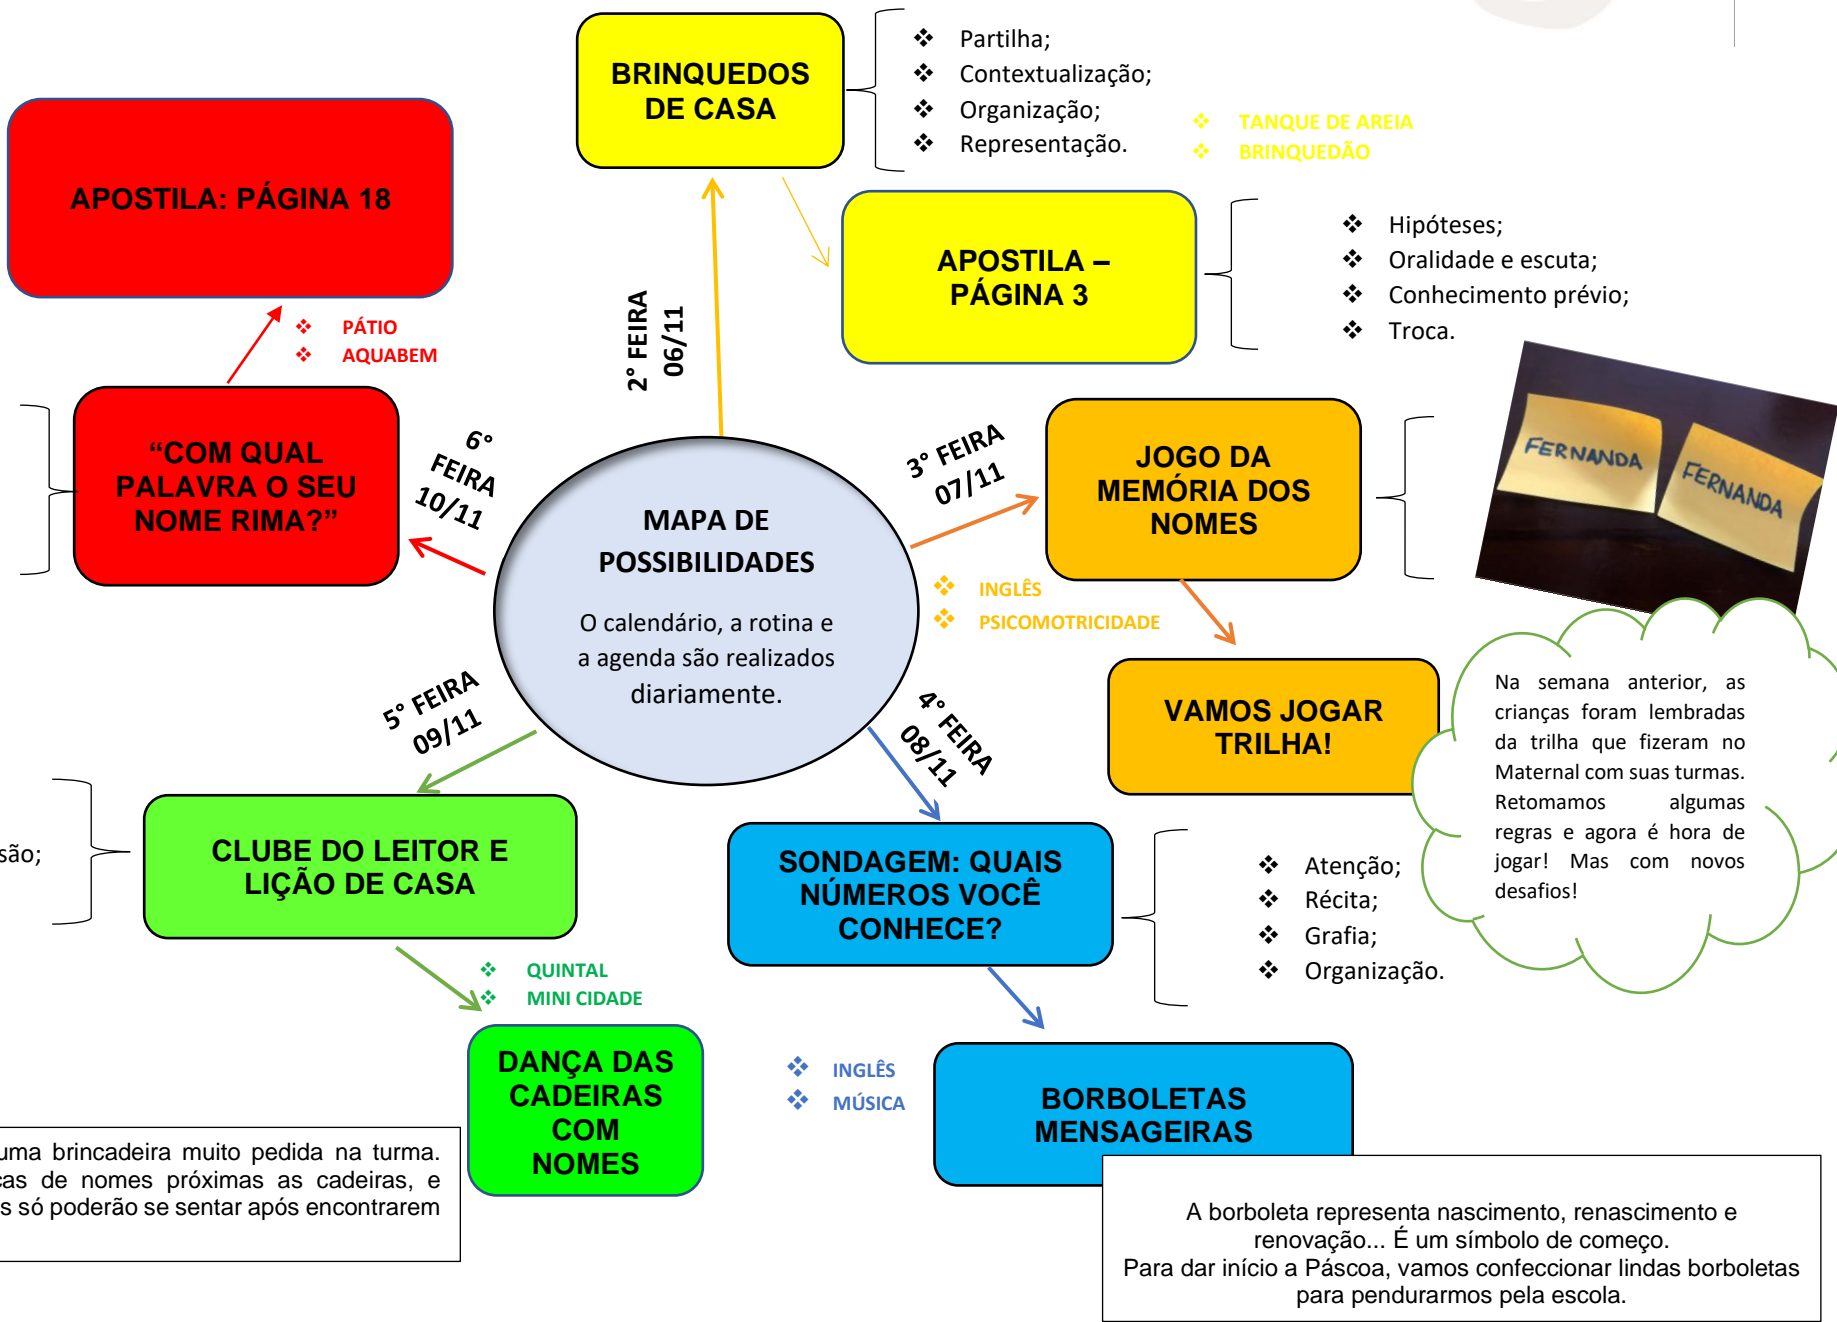 BRINQUEDOS
DE CASA
❖ Partilha;
❖ Contextualização;
❖ Organização;
❖ Representação.
❖ TANQUE DE AREIA
❖ BRINQUEDÃO
APOSTILA: PÁGINA 18
APOSTILA –
PÁGINA 3
❖ Hipóteses;
❖ Oralidade e escuta;
❖ Conhecimento prévio;
❖ Troca.
2° FEIRA
06/11
❖ PÁTIO
❖ AQUABEM
“COM QUAL
PALAVRA O SEU
NOME RIMA?”
6°
FEIRA
10/11
MAPA DE
POSSIBILIDADES
O calendário, a rotina e
a agenda são realizados
diariamente.
3° FEIRA
07/11
JOGO DA
MEMÓRIA DOS
NOMES
FERNANDA
FERNANDA
❖ INGLÊS
❖ PSICOMOTRICIDADE
VAMOS JOGAR
TRILHA!
Na semana anterior, as
crianças foram lembradas
da trilha que fizeram no
Maternal com suas turmas.
Retomamos algumas
regras e agora é hora de
jogar! Mas com novos
desafios!
5° FEIRA
09/11
4° FEIRA
08/11
são;
CLUBE DO LEITOR E
LIÇÃO DE CASA
SONDAGEM: QUAIS
NÚMEROS VOCÊ
CONHECE?
❖ Atenção;
❖ Récita;
❖ Grafia;
❖ Organização.
❖ QUINTAL
❖ MINI CIDADE
DANÇA DAS
CADEIRAS
COM
NOMES
❖ INGLÊS
❖ MÚSICA
BORBOLETAS
MENSAGEIRAS
uma brincadeira muito pedida na turma.
cas de nomes próximas as cadeiras, e
s só poderão se sentar após encontrarem
A borboleta representa nascimento, renascimento e
renovação... É um símbolo de começo.
Para dar início a Páscoa, vamos confeccionar lindas borboletas
para pendurarmos pela escola.